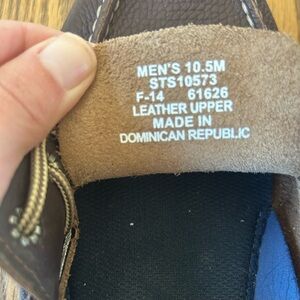 MEN'S 10.5M
STS10573
F-14 61626
LEATHER UPPER
MADE IN
DOMINICAN REPUBLIC